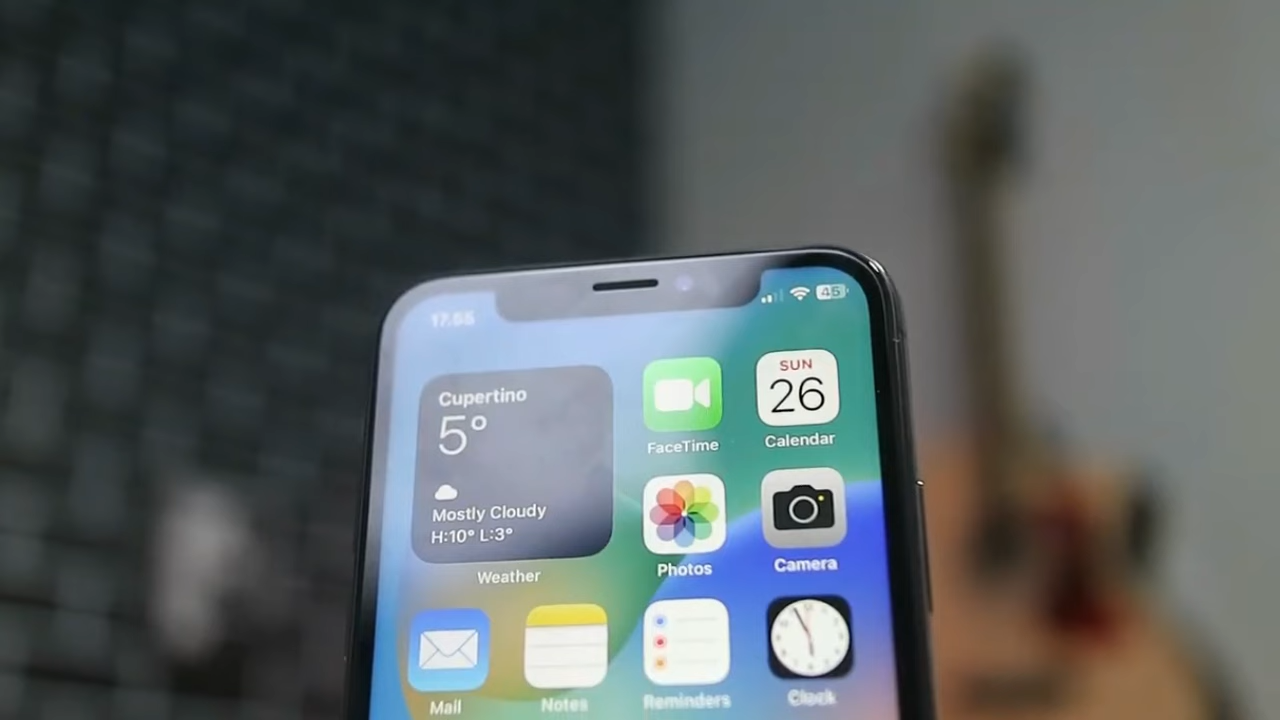 17.55
45
Cupertino
5°
Mostly Cloudy
H:10° L:3°
Weather
FaceTime
SUN
26
Calendar
Photos
Camera
Mail
Notes
Reminders
Clock